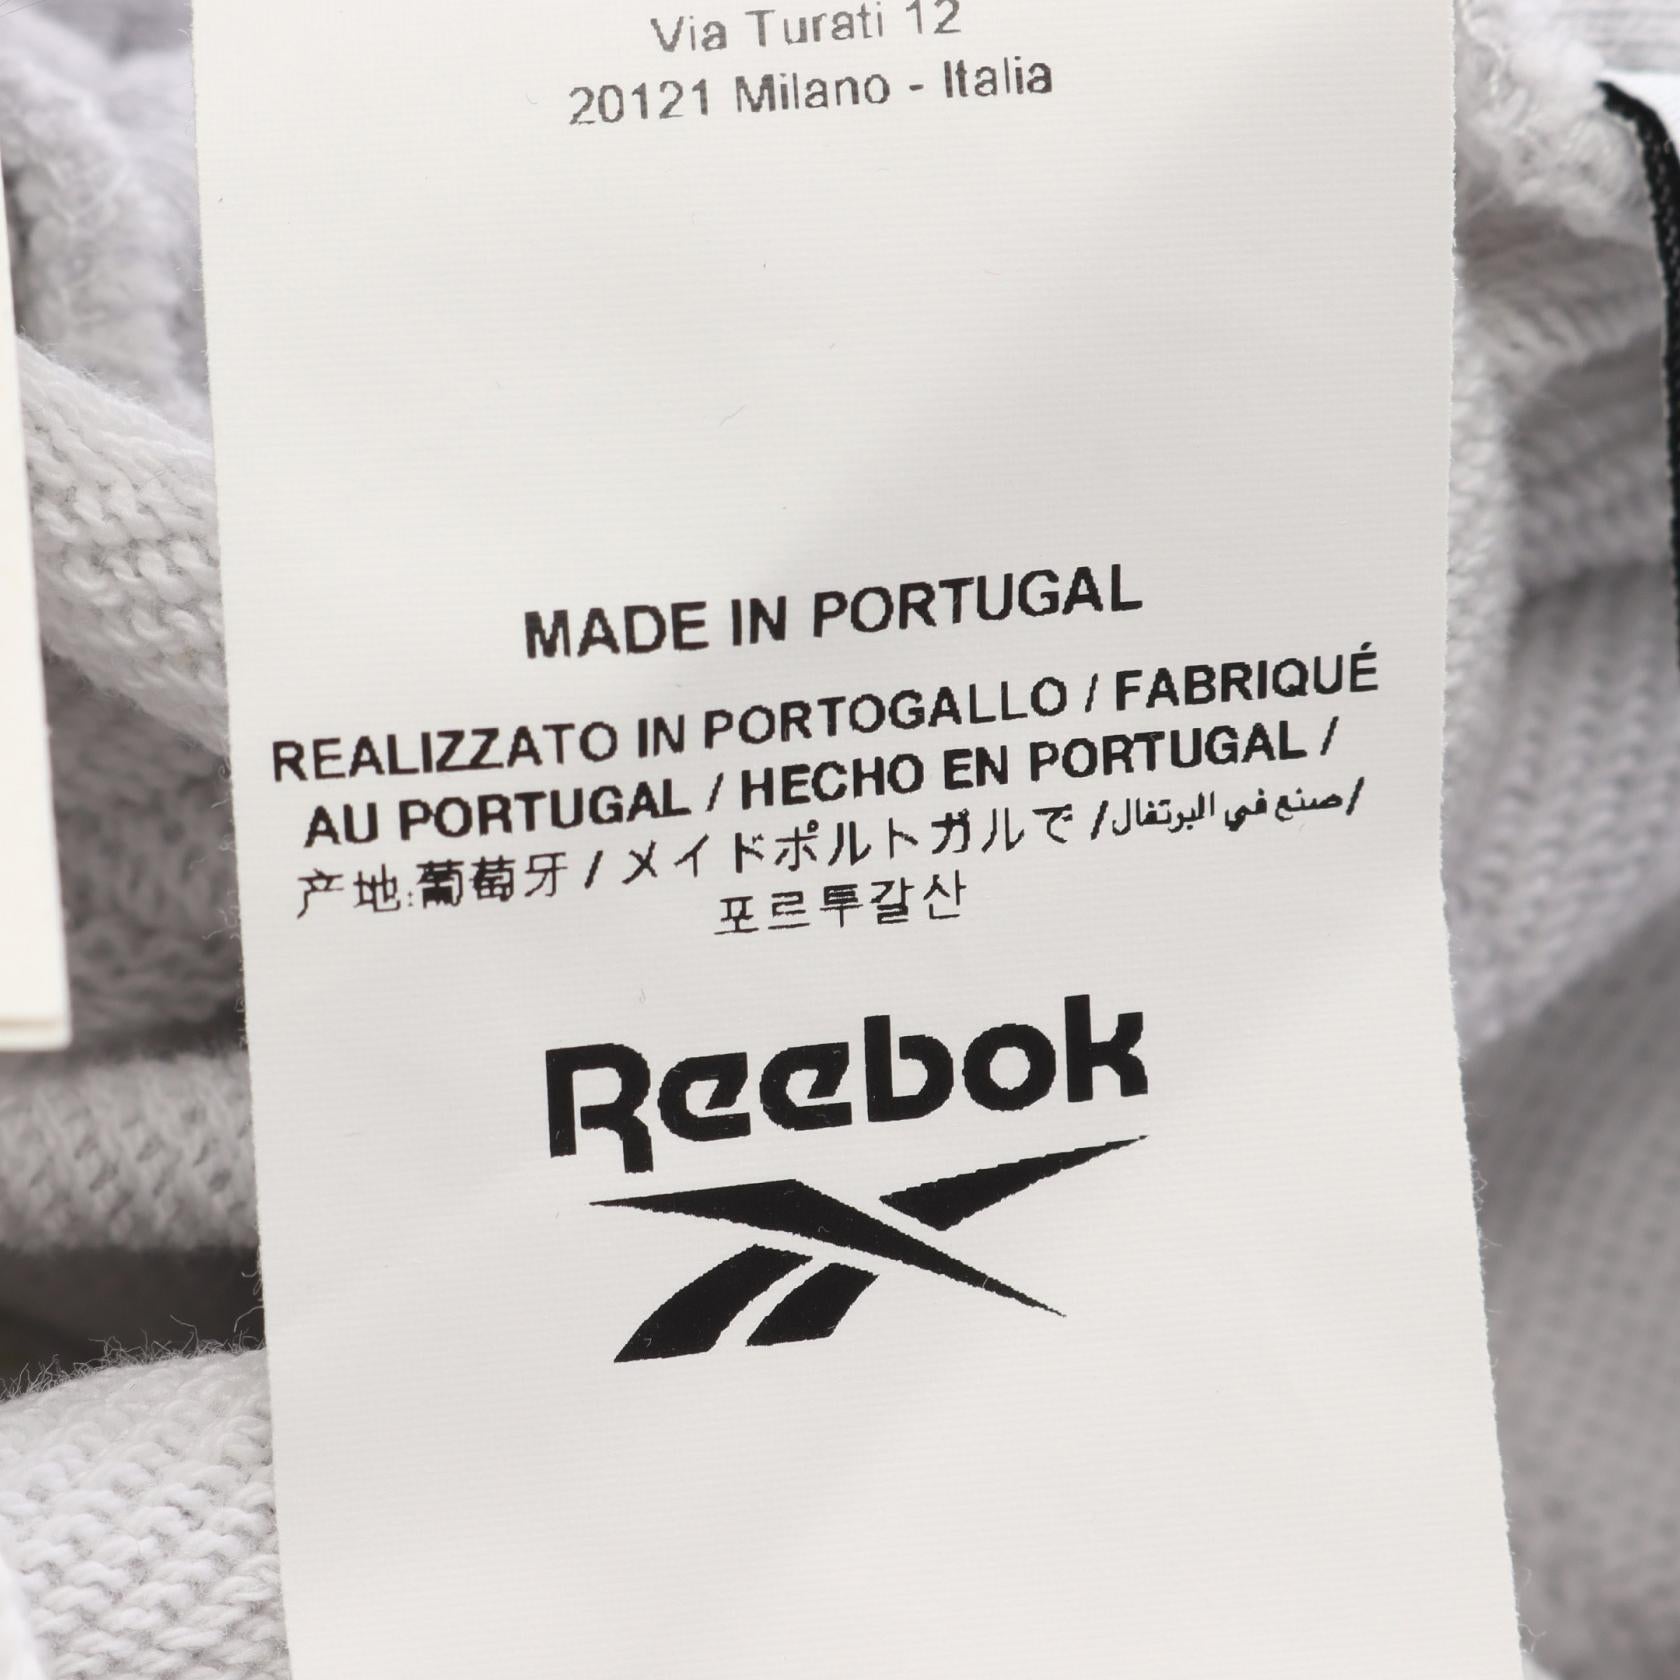 Via Turati 12
20121 Milano - Italia
MADE IN PORTUGAL
REALIZZATO IN PORTOGALLO / FABRIQUÉ
AU PORTUGAL / HECHO EN PORTUGAL /
产地:葡萄牙 / メイドポルトガルで /صنع في البرتغال/
포르투갈산
Reebok